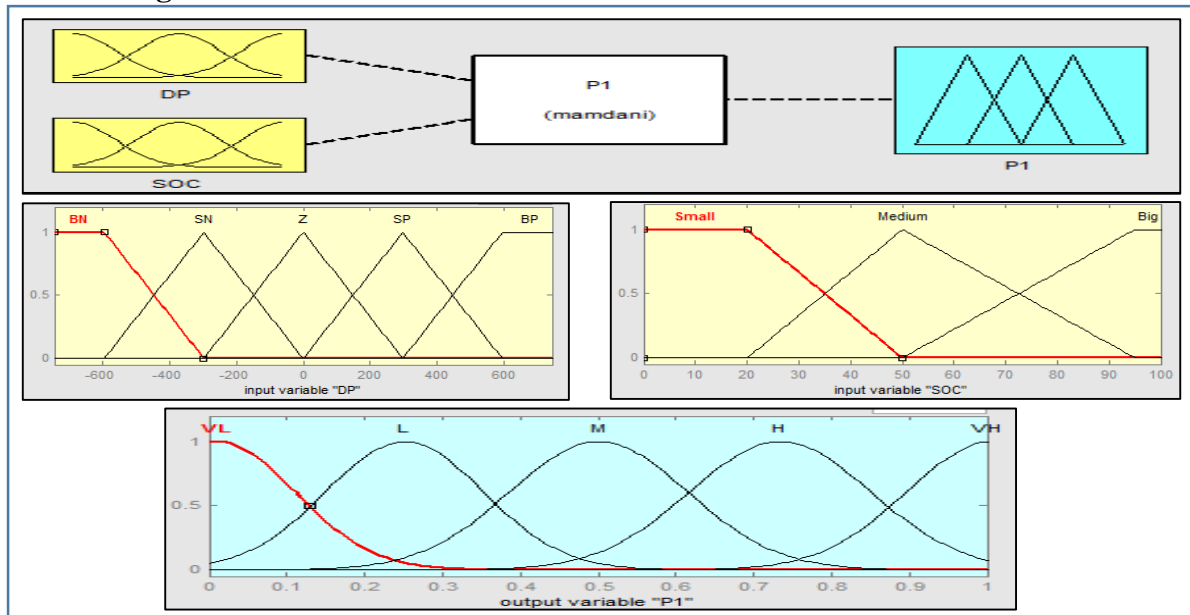 DP
SOC
P1
(mamdani)
P1
BN SN Z SP BP
1
0.5
0
-600 -400 -200 0 200 400 600
input variable "DP"
Small Medium Big
1
0.5
0
0 10 20 30 40 50 60 70 80 90 100
input variable "SOC"
VL L M H VH
1
0.5
0
0 0.1 0.2 0.3 0.4 0.5 0.6 0.7 0.8 0.9 1
output variable "P1"